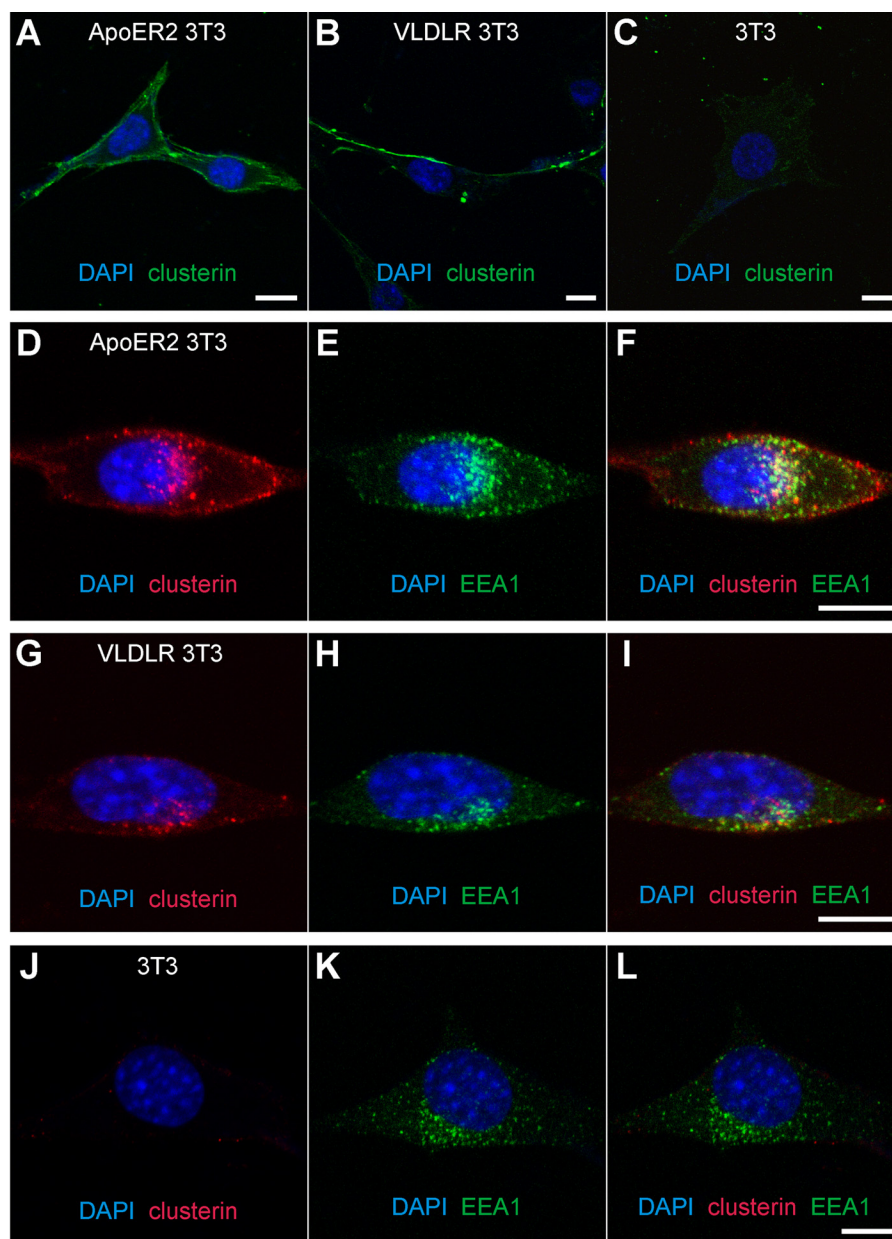 A ApoER2 3T3
DAPI clusterin
B VLDLR 3T3
DAPI clusterin
C 3T3
DAPI clusterin
D ApoER2 3T3
DAPI clusterin
E
DAPI EEA1
F
DAPI clusterin EEA1
G VLDLR 3T3
DAPI clusterin
H
DAPI EEA1
I
DAPI clusterin EEA1
J 3T3
DAPI clusterin
K
DAPI EEA1
L
DAPI clusterin EEA1